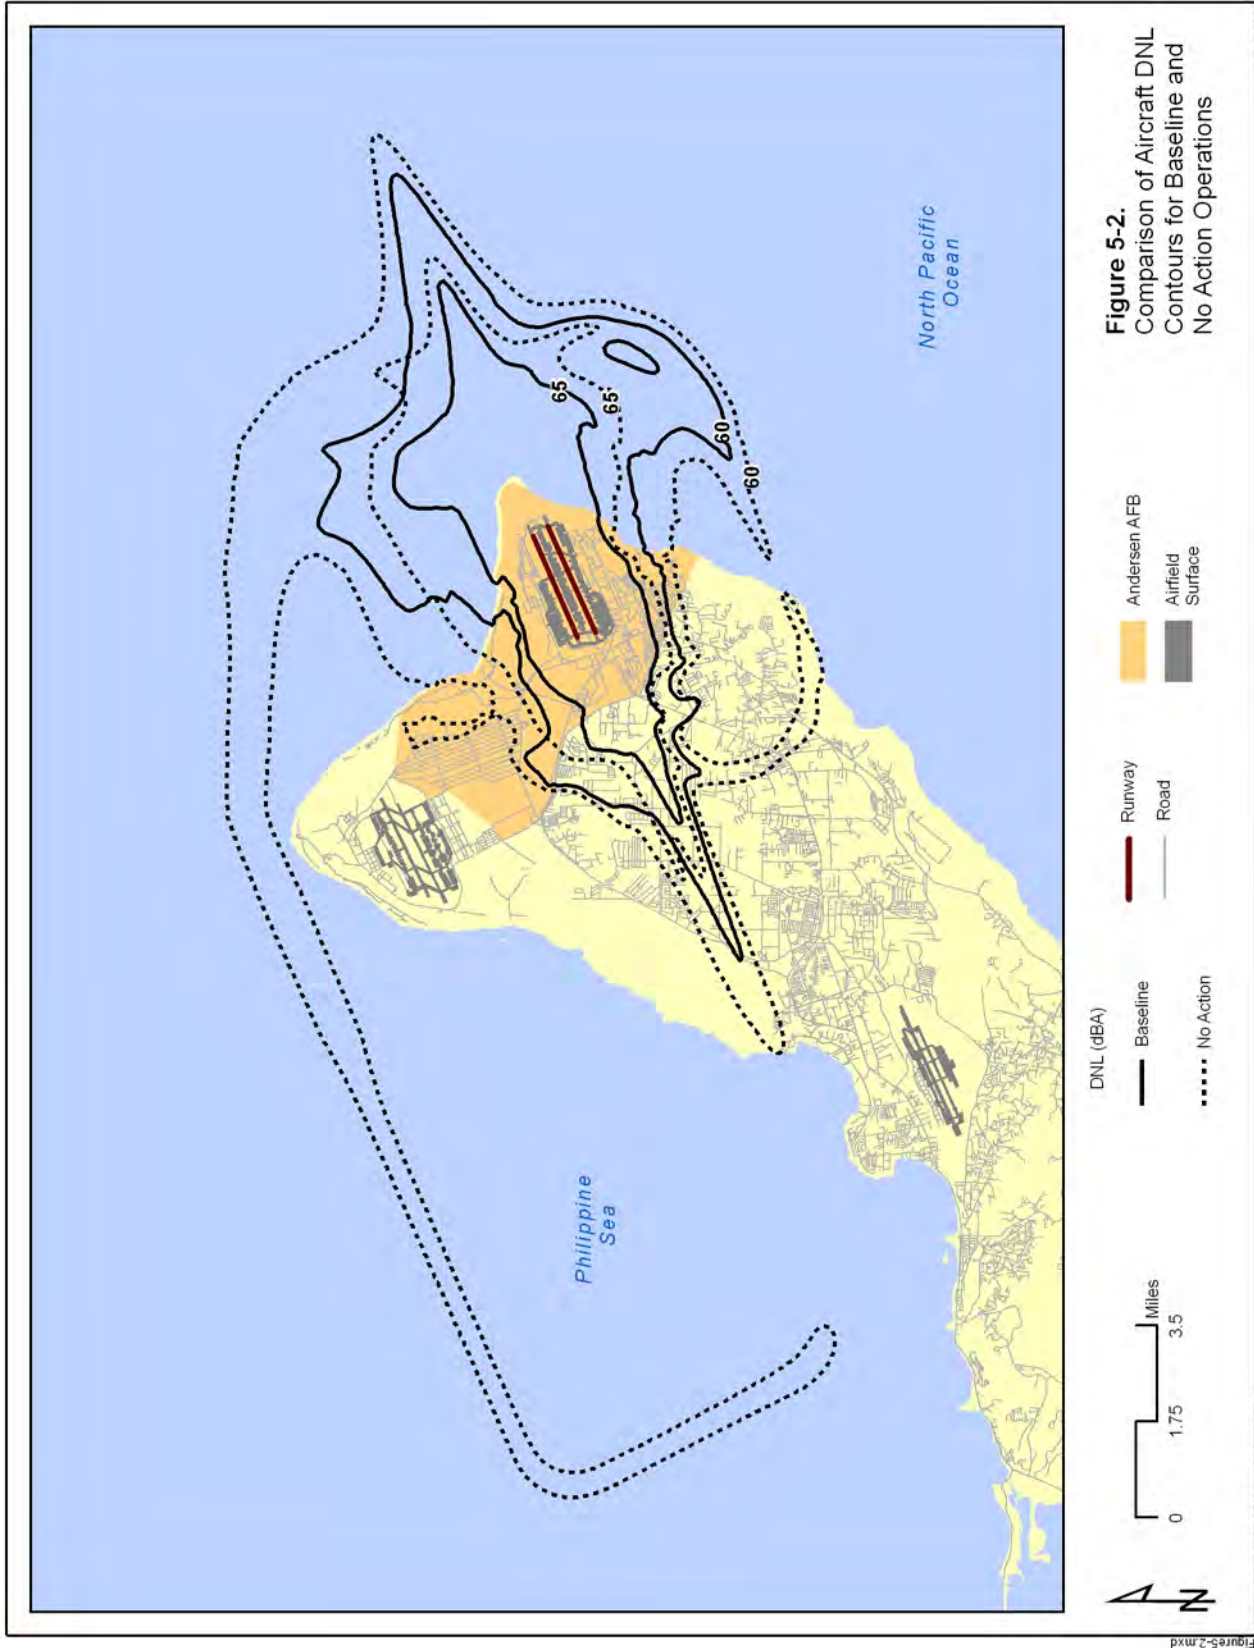 65
65
60
60
North Pacific
Ocean
Philippine
Sea
0
1.75
3.5
Miles
DNL (dBA)
Baseline
No Action
Runway
Road
Andersen AFB
Airfield
Surface
Figure 5-2.
Comparison of Aircraft DNL
Contours for Baseline and
No Action Operations
N
Figure5-2.mxd